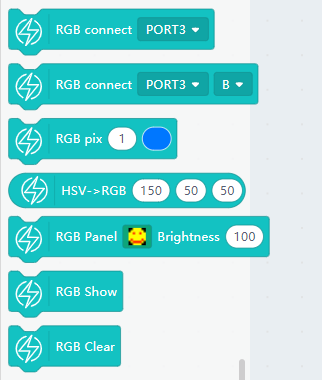 RGB connect PORT3
RGB connect PORT3 B
RGB pix 1
HSV->RGB 150 50 50
RGB Panel Brightness 100
RGB Show
RGB Clear